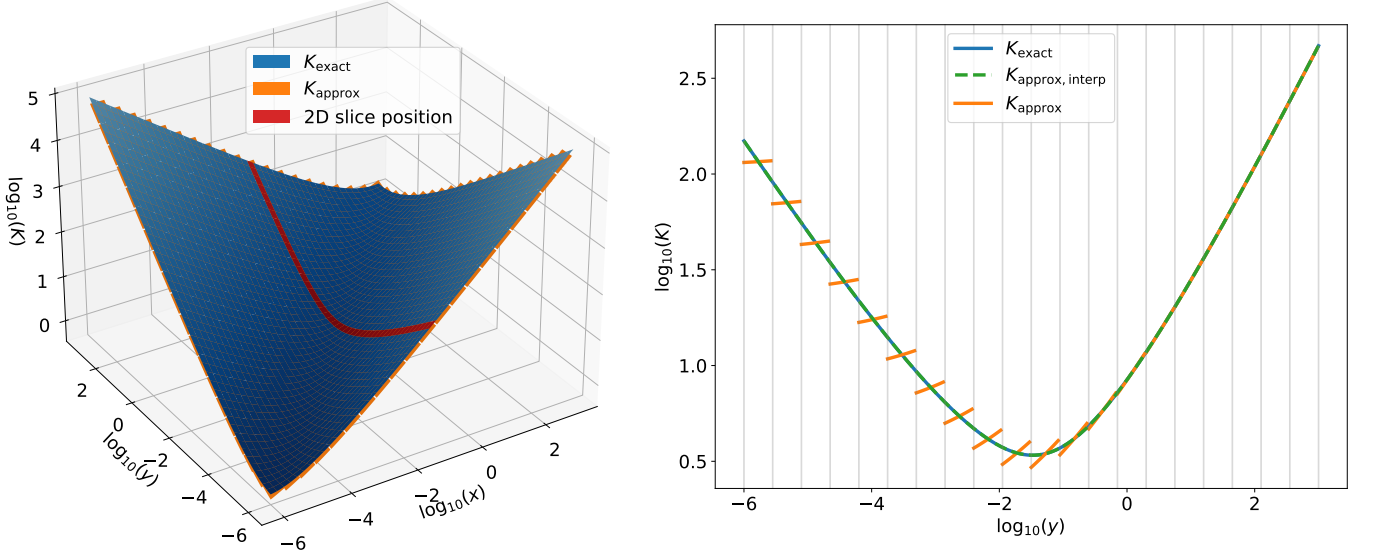 K_exact
K_approx
2D slice position
5
4
3
2
1
0
log₁₀(K)
2
0
−2
−4
−6
log₁₀(y)
−6
−4
−2
0
2
log₁₀(x)
K_exact
K_approx, interp
K_approx
2.5
2.0
1.5
1.0
0.5
log₁₀(K)
−6
−4
−2
0
2
log₁₀(y)